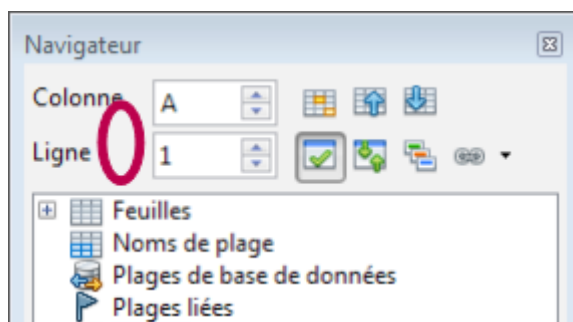 Navigateur
Colonne A
Ligne 1
Feuilles
Noms de plage
Plages de base de données
Plages liées